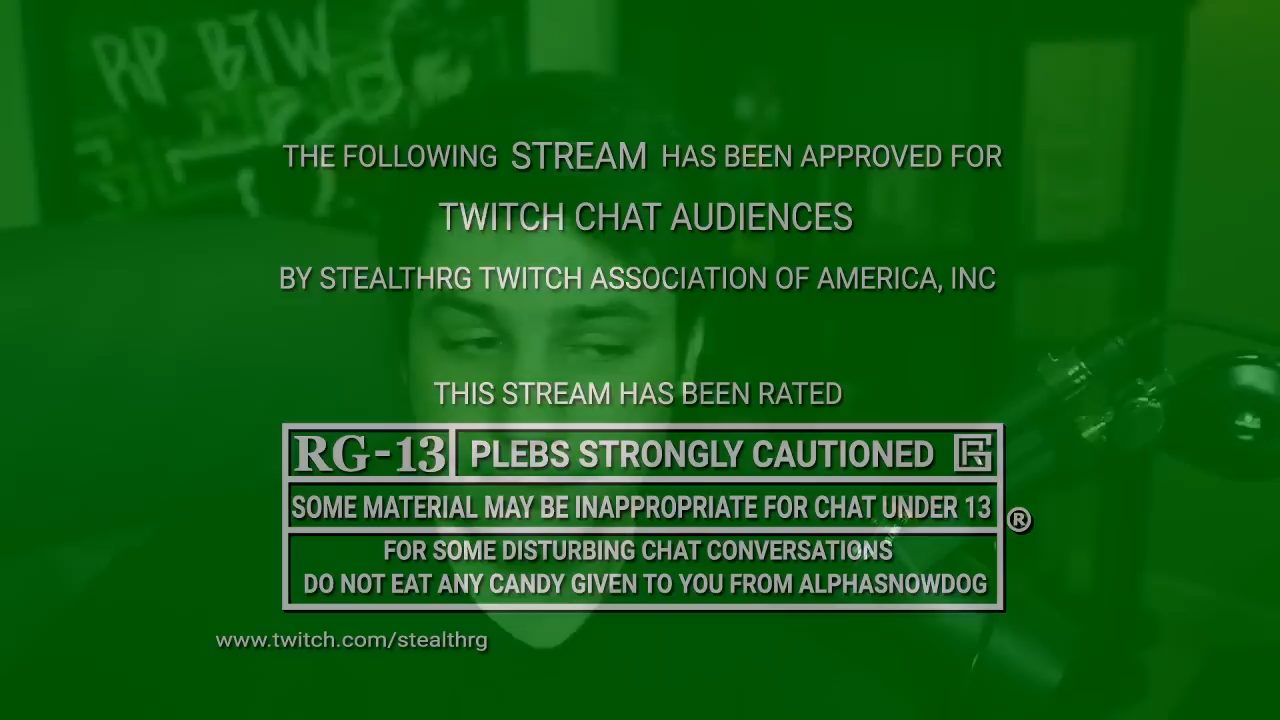 RP BTW
THE FOLLOWING STREAM HAS BEEN APPROVED FOR
TWITCH CHAT AUDIENCES
BY STEALTHRG TWITCH ASSOCIATION OF AMERICA, INC
THIS STREAM HAS BEEN RATED
RG-13 PLEBS STRONGLY CAUTIONED
SOME MATERIAL MAY BE INAPPROPRIATE FOR CHAT UNDER 13
®
FOR SOME DISTURBING CHAT CONVERSATIONS
DO NOT EAT ANY CANDY GIVEN TO YOU FROM ALPHASNOWDOG
www.twitch.com/stealthrg